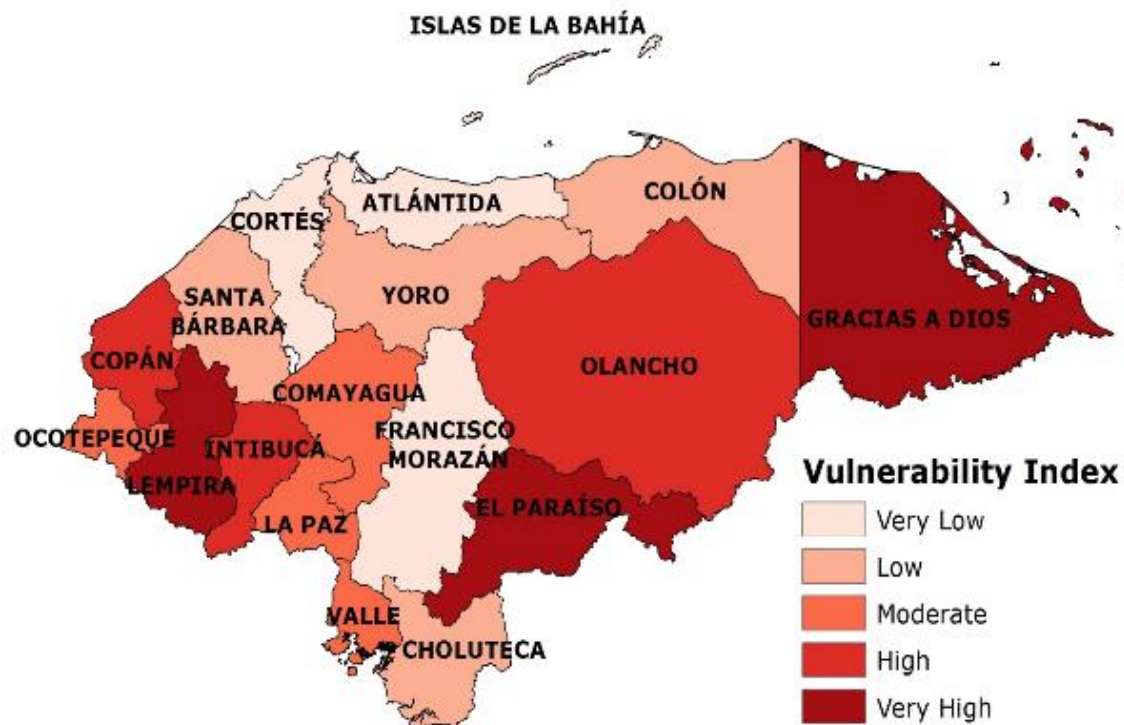 ISLAS DE LA BAHÍA
ATLÁNTIDA
COLÓN
CORTÉS
YORO
SANTA
BÁRBARA
GRACIAS A DIOS
COPÁN
OLANCHO
COMAYAGUA
FRANCISCO
MORAZÁN
OCOTEPEQUE
INTIBUCÁ
LEMPIRA
EL PARAÍSO
LA PAZ
VALLE
CHOLUTECA
Vulnerability Index
Very Low
Low
Moderate
High
Very High